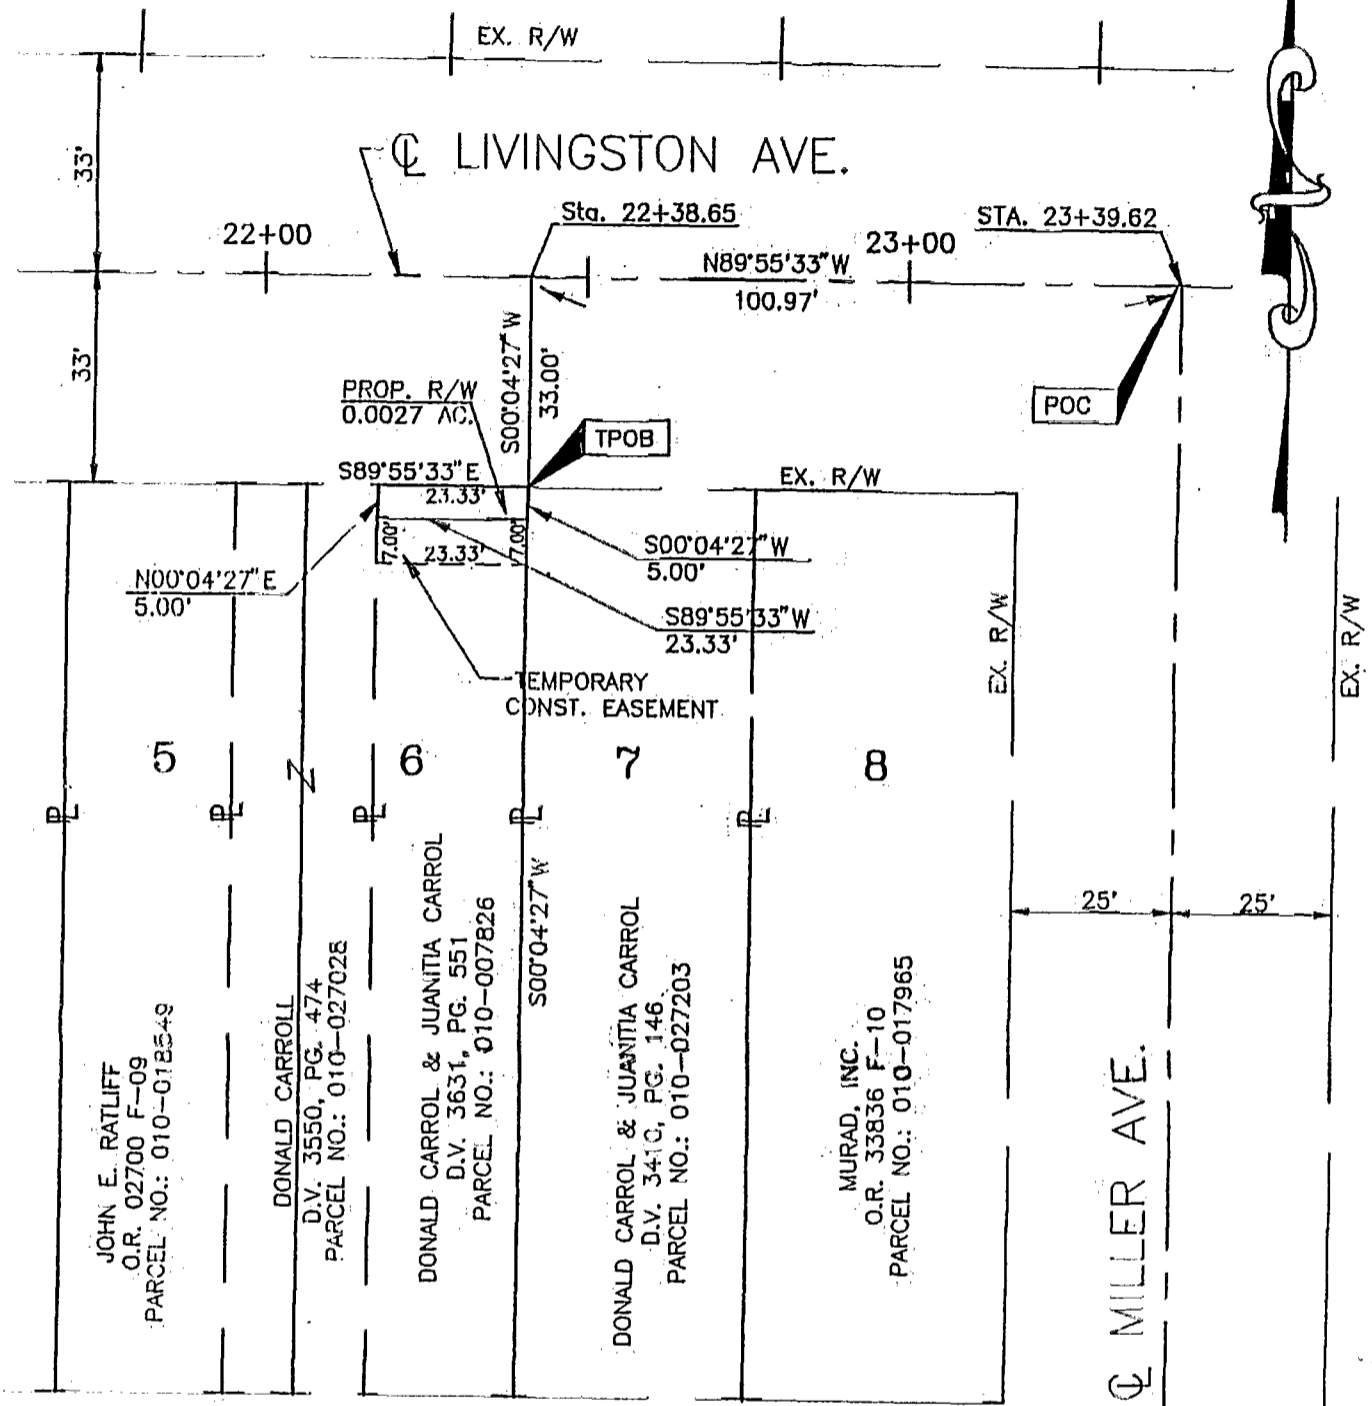 EX. R/W
℄ LIVINGSTON AVE.
33'
Sta. 22+38.65
STA. 23+39.62
22+00
23+00
N89°55'33"W
100.97'
33'
S00°04'27"W
33.00'
PROP. R/W
0.0027 AC.
POC
TPOB
S89°55'33"E
23.33'
EX. R/W
7.00'
23.33'
7.00'
S00°04'27"W
5.00'
N00°04'27"E
5.00'
S89°55'33"W
23.33'
EX. R/W
EX. R/W
TEMPORARY
CONST. EASEMENT
5
6
7
8
PL
PL
PL
PL
PL
S00°04'27"W
25'
25'
JOHN E. RATLIFF
O.R. 02700 F-09
PARCEL NO.: 010-018549
DONALD CARROLL
D.V. 3550, PG. 474
PARCEL NO.: 010-027028
DONALD CARROL & JUANITIA CARROL
D.V. 3631, PG. 551
PARCEL NO.: 010-007826
DONALD CARROL & JUANITIA CARROL
D.V. 3410, PG. 146
PARCEL NO.: 010-027203
MURAD, INC.
O.R. 33836 F-10
PARCEL NO.: 010-017965
℄ MILLER AVE.